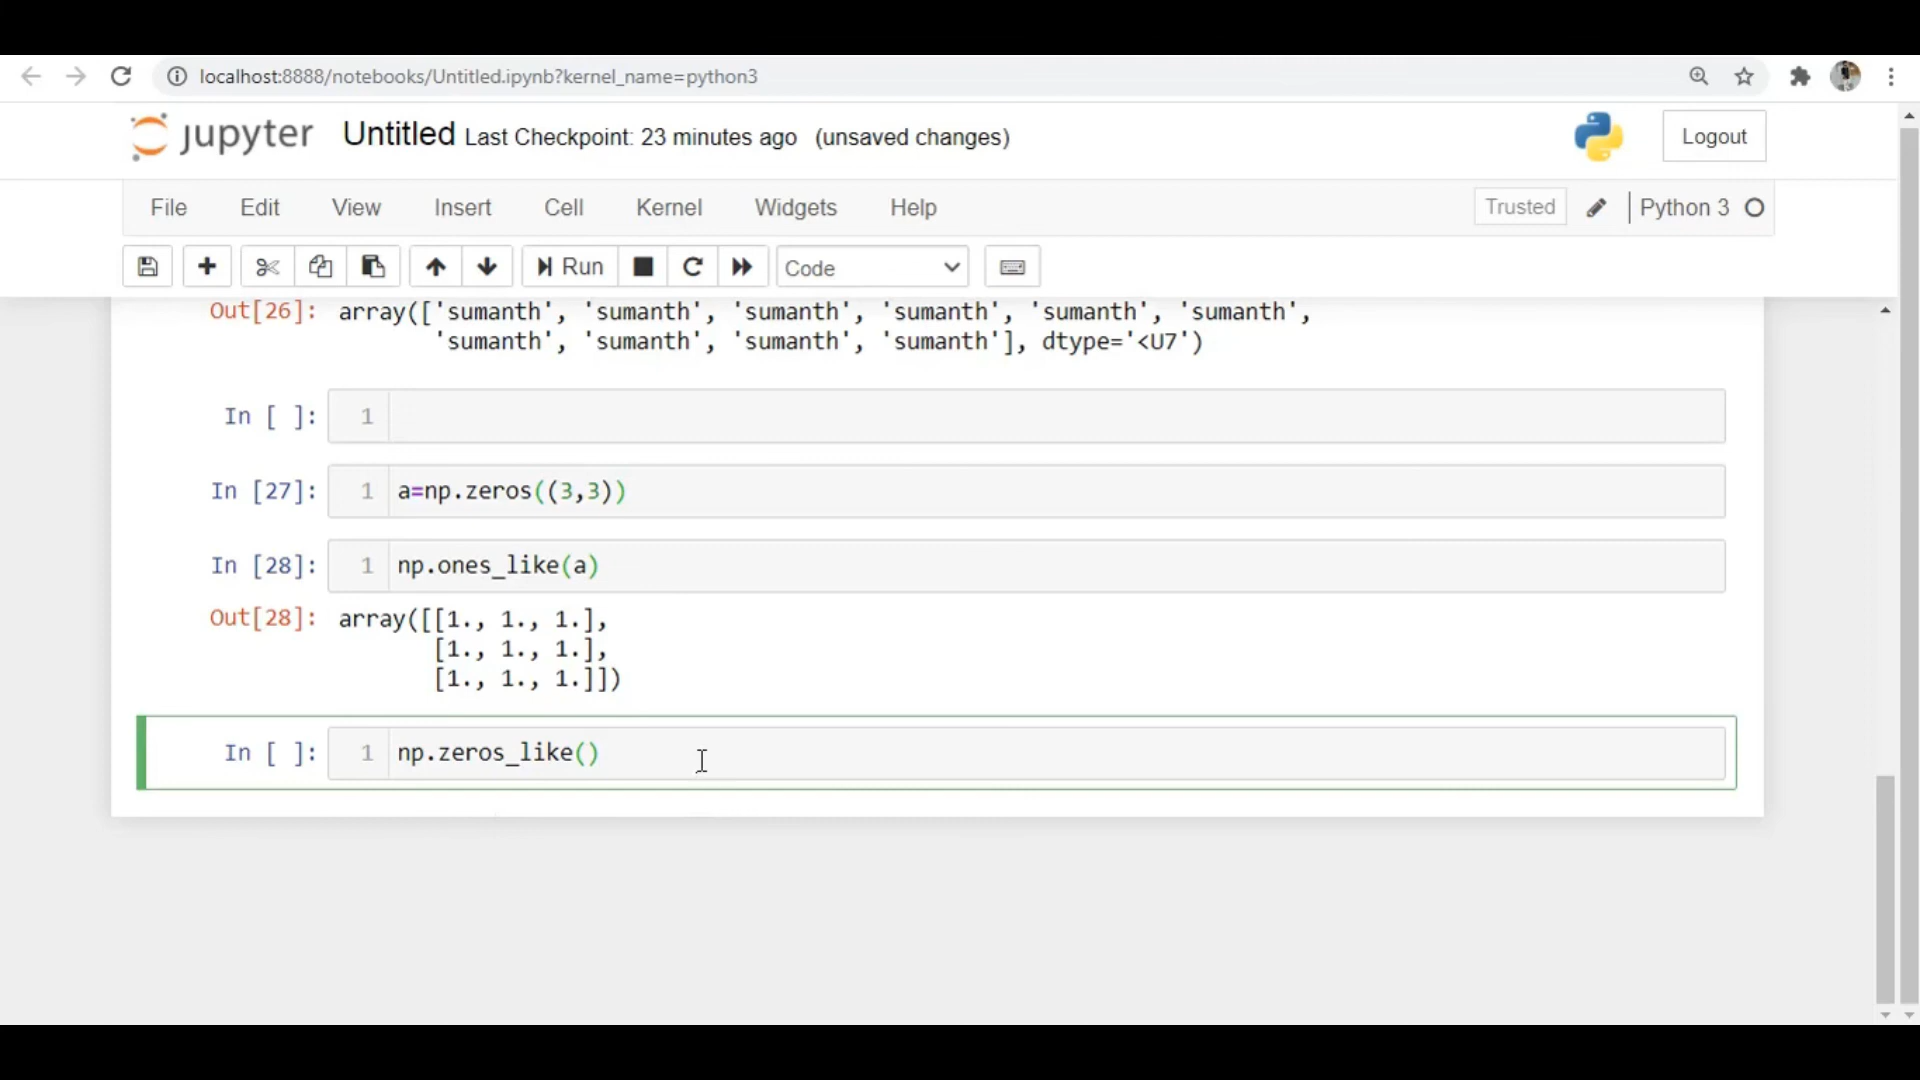 localhost:8888/notebooks/Untitled.ipynb?kernel_name=python3
jupyter Untitled Last Checkpoint: 23 minutes ago (unsaved changes) Logout
File Edit View Insert Cell Kernel Widgets Help Trusted Python 3
Run Code
Out[26]: array(['sumanth', 'sumanth', 'sumanth', 'sumanth', 'sumanth', 'sumanth',
'sumanth', 'sumanth', 'sumanth', 'sumanth'], dtype='<U7')
In [ ]: 1
In [27]: 1 a=np.zeros((3,3))
In [28]: 1 np.ones_like(a)
Out[28]: array([[1., 1., 1.],
[1., 1., 1.],
[1., 1., 1.]])
In [ ]: 1 np.zeros_like()